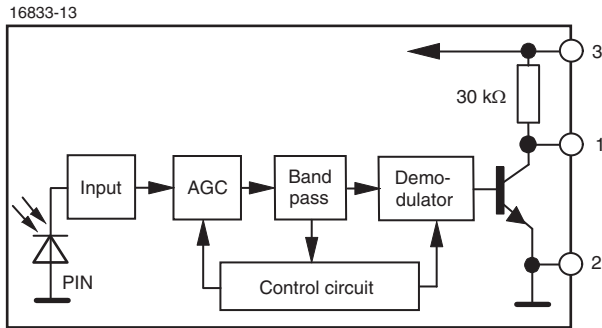 16833-13
3
30 kΩ
1
Input
AGC
Band
pass
Demo-
dulator
PIN
Control circuit
2